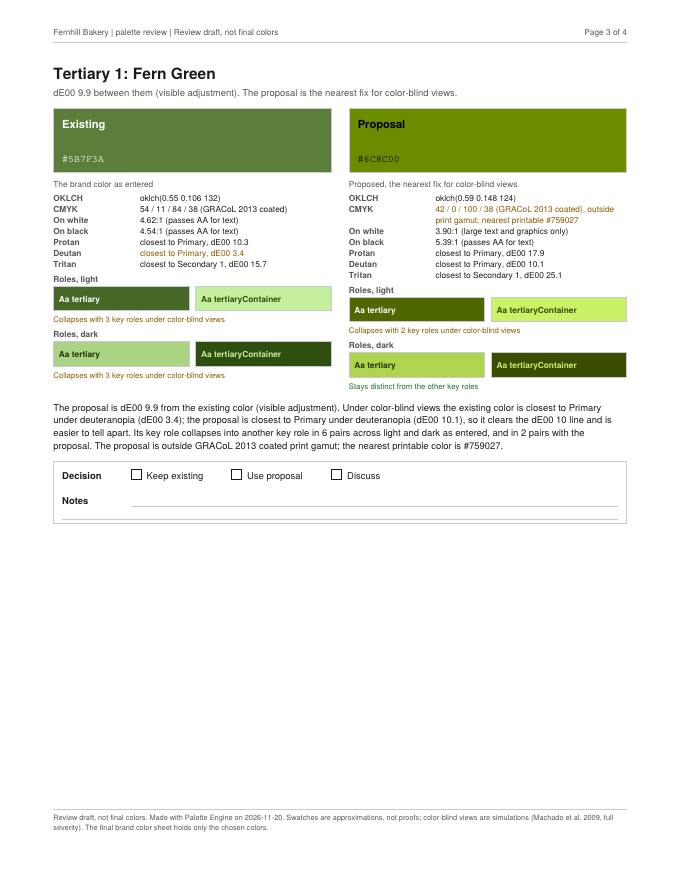 Fernhill Bakery | palette review | Review draft, not final colors
Page 3 of 4
Tertiary 1: Fern Green
dE00 9.9 between them (visible adjustment). The proposal is the nearest fix for color-blind views.
Existing
#5B7F3A
The brand color as entered
OKLCH oklch(0.55 0.106 132)
CMYK 54 / 11 / 84 / 38 (GRACoL 2013 coated)
On white 4.62:1 (passes AA for text)
On black 4.54:1 (passes AA for text)
Protan closest to Primary, dE00 10.3
Deutan closest to Primary, dE00 3.4
Tritan closest to Secondary 1, dE00 15.7
Roles, light
Aa tertiary
Aa tertiaryContainer
Collapses with 3 key roles under color-blind views
Roles, dark
Aa tertiary
Aa tertiaryContainer
Collapses with 3 key roles under color-blind views
Proposal
#6C8C00
Proposed, the nearest fix for color-blind views
OKLCH oklch(0.59 0.148 124)
CMYK 42 / 0 / 100 / 38 (GRACoL 2013 coated), outside
print gamut; nearest printable #759027
On white 3.90:1 (large text and graphics only)
On black 5.39:1 (passes AA for text)
Protan closest to Primary, dE00 17.9
Deutan closest to Primary, dE00 10.1
Tritan closest to Secondary 1, dE00 25.1
Roles, light
Aa tertiary
Aa tertiaryContainer
Collapses with 2 key roles under color-blind views
Roles, dark
Aa tertiary
Aa tertiaryContainer
Stays distinct from the other key roles
The proposal is dE00 9.9 from the existing color (visible adjustment). Under color-blind views the existing color is closest to Primary
under deuteranopia (dE00 3.4); the proposal is closest to Primary under deuteranopia (dE00 10.1), so it clears the dE00 10 line and is
easier to tell apart. Its key role collapses into another key role in 6 pairs across light and dark as entered, and in 2 pairs with the
proposal. The proposal is outside GRACoL 2013 coated print gamut; the nearest printable color is #759027.
Decision Keep existing Use proposal Discuss
Notes
Review draft, not final colors. Made with Palette Engine on 2026-11-20. Swatches are approximations, not proofs; color-blind views are simulations (Machado et al. 2009, full
severity). The final brand color sheet holds only the chosen colors.